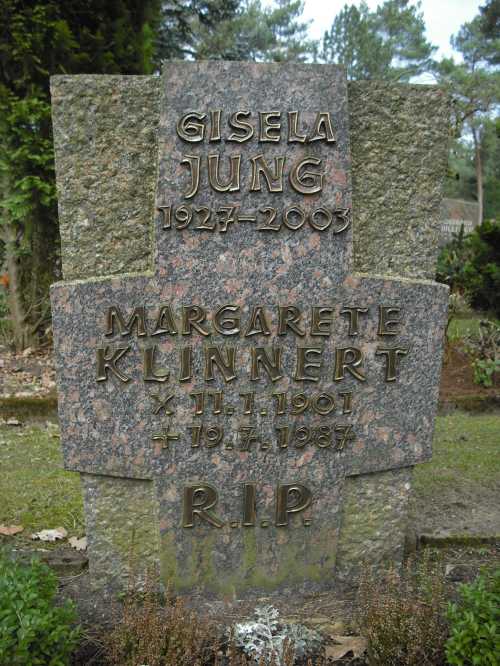 GISELA
JUNG
1927–2003
MARGARETE
KLINNERT
× 11.1.1901
+ 19.7.1987
R.I.P.